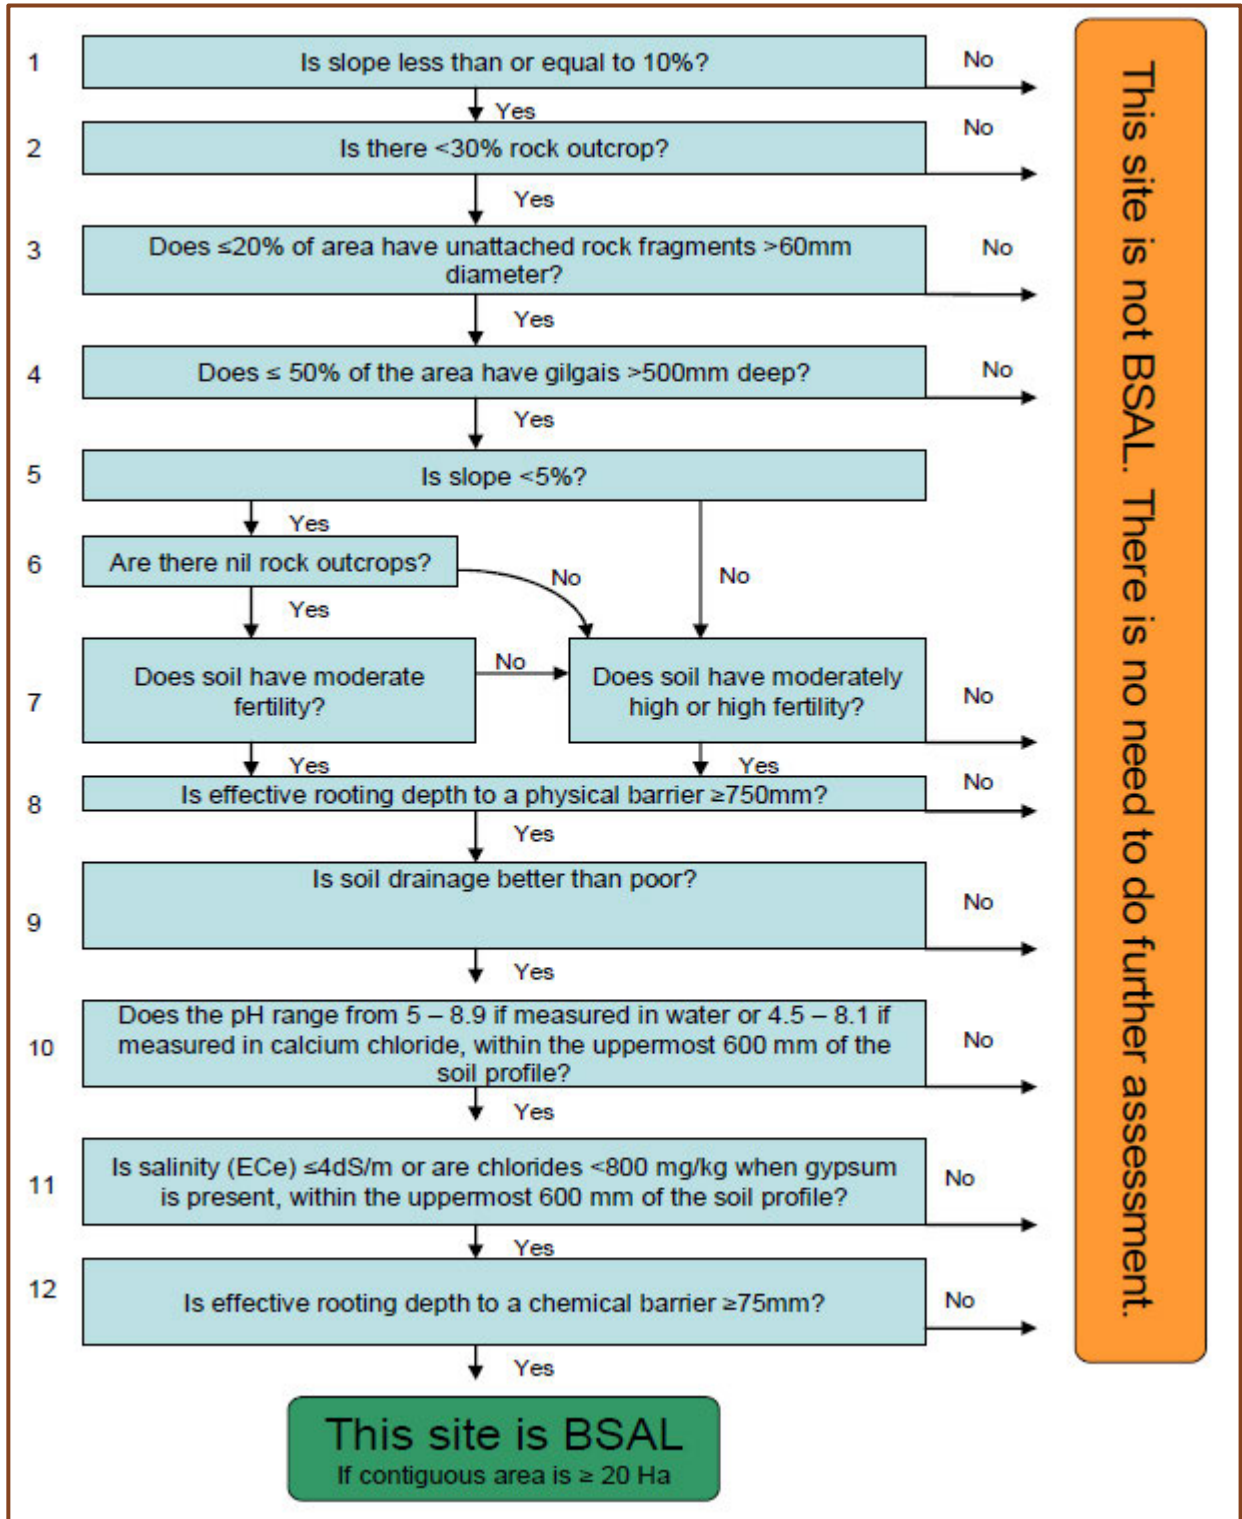 1
Is slope less than or equal to 10%?
No
Yes
2
Is there <30% rock outcrop?
No
Yes
3
Does ≤20% of area have unattached rock fragments >60mm
diameter?
No
Yes
4
Does ≤ 50% of the area have gilgais >500mm deep?
No
Yes
5
Is slope <5%?
Yes
No
6
Are there nil rock outcrops?
No
Yes
7
Does soil have moderate
fertility?
No
Does soil have moderately
high or high fertility?
No
Yes
Yes
8
Is effective rooting depth to a physical barrier ≥750mm?
No
Yes
9
Is soil drainage better than poor?
No
Yes
10
Does the pH range from 5 – 8.9 if measured in water or 4.5 – 8.1 if
measured in calcium chloride, within the uppermost 600 mm of the
soil profile?
No
Yes
11
Is salinity (ECe) ≤4dS/m or are chlorides <800 mg/kg when gypsum
is present, within the uppermost 600 mm of the soil profile?
No
Yes
12
Is effective rooting depth to a chemical barrier ≥75mm?
No
Yes
This site is BSAL
If contiguous area is ≥ 20 Ha
This site is not BSAL. There is no need to do further assessment.